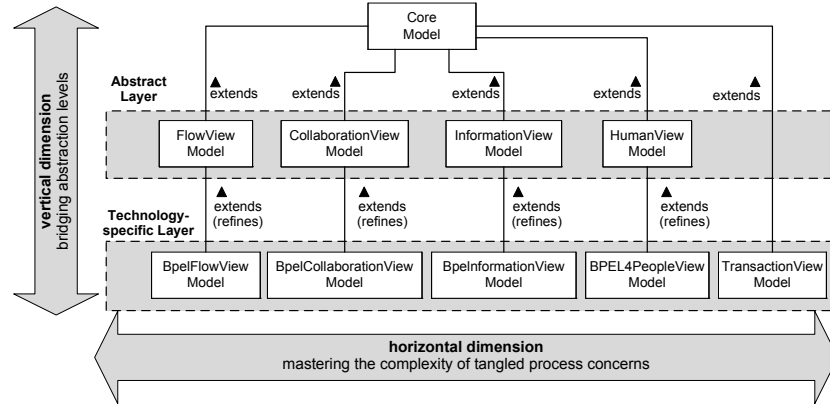 Core
Model
Abstract
Layer
extends
extends
extends
extends
extends
FlowView
Model
CollaborationView
Model
InformationView
Model
HumanView
Model
vertical dimension
bridging abstraction levels
Technology-
specific Layer
extends
(refines)
extends
(refines)
extends
(refines)
extends
(refines)
BpelFlowView
Model
BpelCollaborationView
Model
BpelnformationView
Model
BPEL4PeopleView
Model
TransactionView
Model
horizontal dimension
mastering the complexity of tangled process concerns